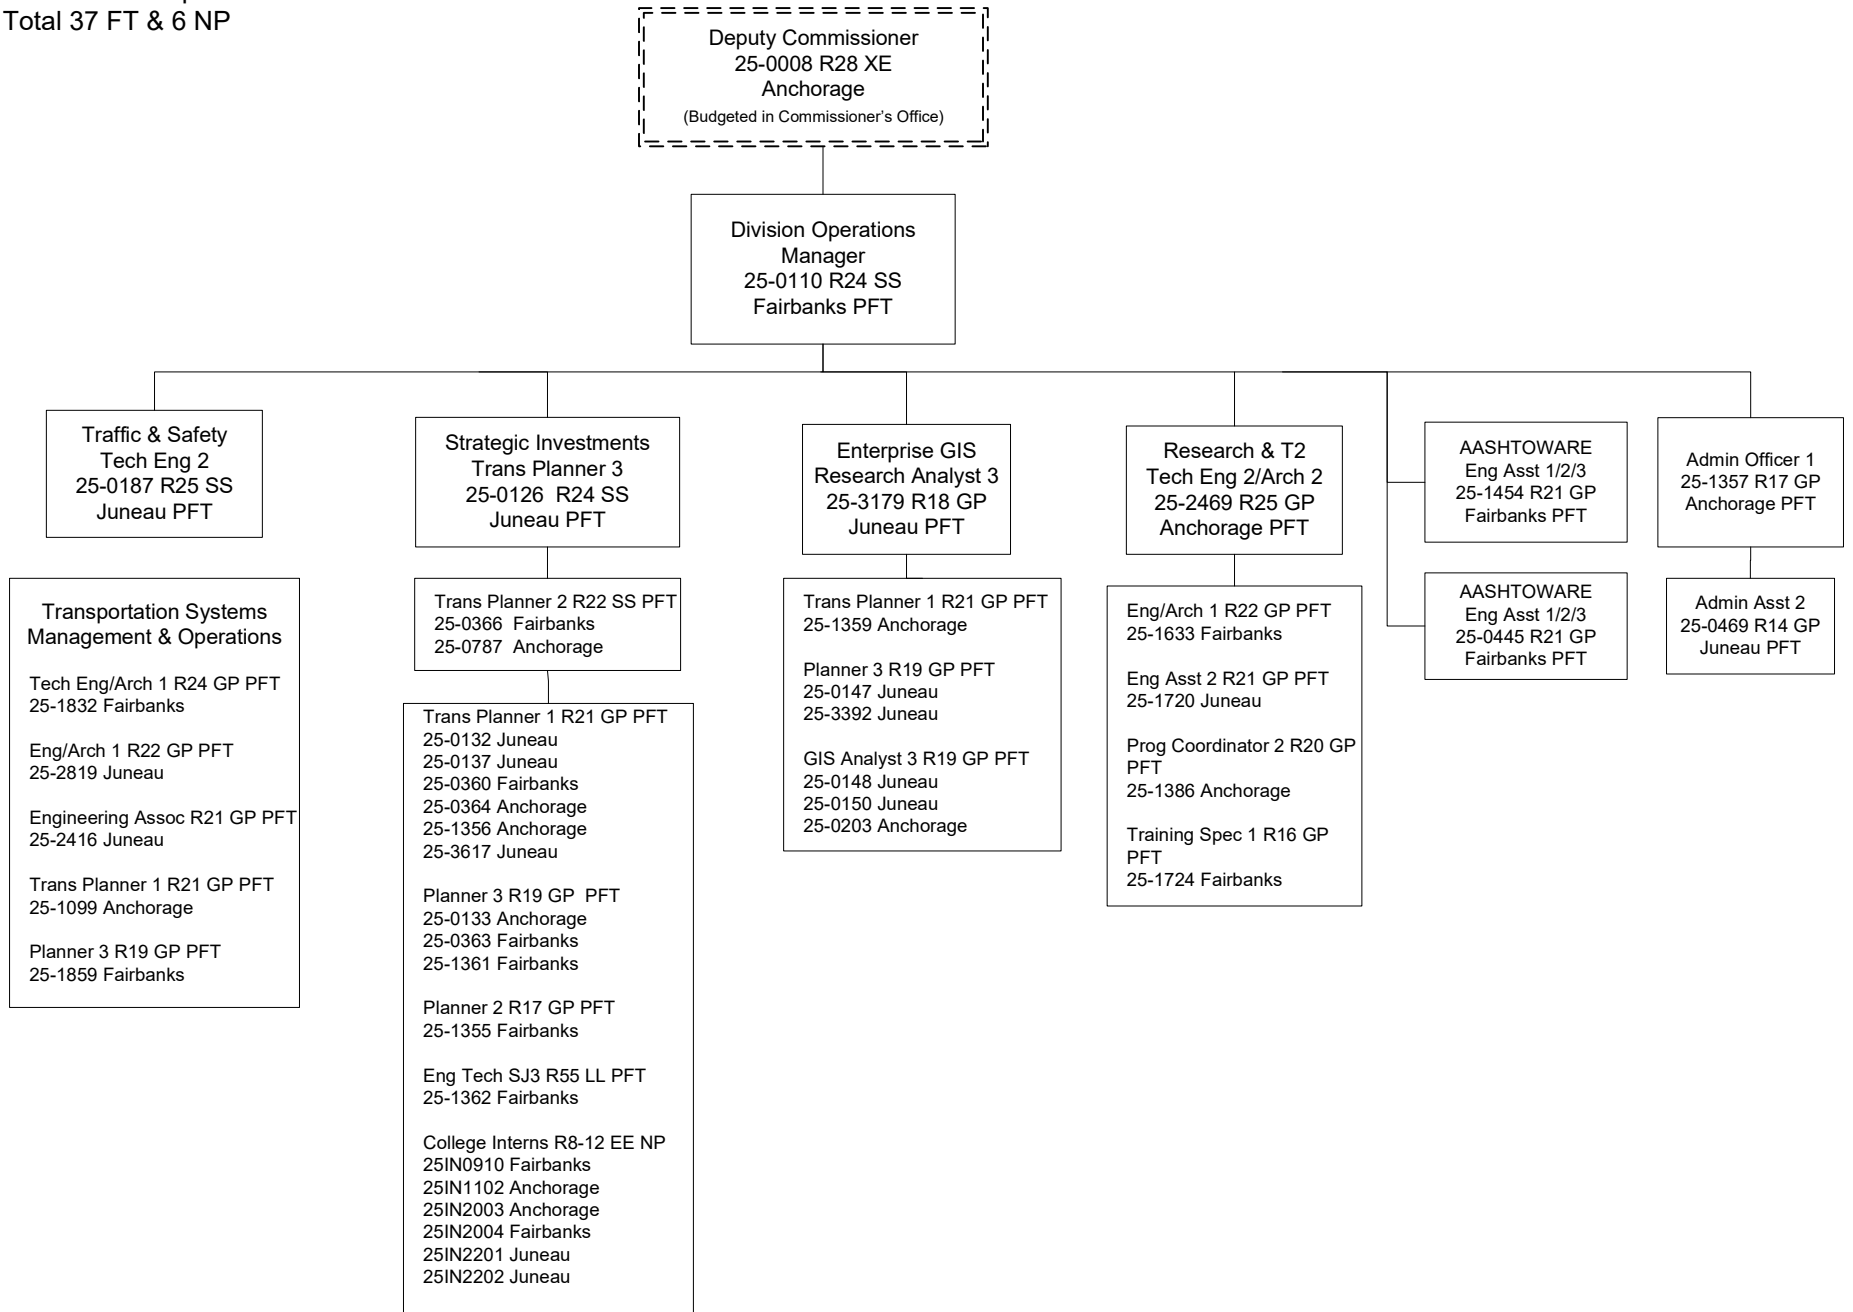 Total 37 FT & 6 NP
Deputy Commissioner
25-0008 R28 XE
Anchorage
(Budgeted in Commissioner's Office)
Division Operations
Manager
25-0110 R24 SS
Fairbanks PFT
Traffic & Safety
Tech Eng 2
25-0187 R25 SS
Juneau PFT
Strategic Investments
Trans Planner 3
25-0126 R24 SS
Juneau PFT
Enterprise GIS
Research Analyst 3
25-3179 R18 GP
Juneau PFT
Research & T2
Tech Eng 2/Arch 2
25-2469 R25 GP
Anchorage PFT
AASHTOWARE
Eng Asst 1/2/3
25-1454 R21 GP
Fairbanks PFT
AASHTOWARE
Eng Asst 1/2/3
25-0445 R21 GP
Fairbanks PFT
Admin Officer 1
25-1357 R17 GP
Anchorage PFT
Admin Asst 2
25-0469 R14 GP
Juneau PFT
Transportation Systems
Management & Operations
Tech Eng/Arch 1 R24 GP PFT
25-1832 Fairbanks
Eng/Arch 1 R22 GP PFT
25-2819 Juneau
Engineering Assoc R21 GP PFT
25-2416 Juneau
Trans Planner 1 R21 GP PFT
25-1099 Anchorage
Planner 3 R19 GP PFT
25-1859 Fairbanks
Trans Planner 2 R22 SS PFT
25-0366 Fairbanks
25-0787 Anchorage
Trans Planner 1 R21 GP PFT
25-0132 Juneau
25-0137 Juneau
25-0360 Fairbanks
25-0364 Anchorage
25-1356 Anchorage
25-3617 Juneau
Planner 3 R19 GP PFT
25-0133 Anchorage
25-0363 Fairbanks
25-1361 Fairbanks
Planner 2 R17 GP PFT
25-1355 Fairbanks
Eng Tech SJ3 R55 LL PFT
25-1362 Fairbanks
College Interns R8-12 EE NP
25IN0910 Fairbanks
25IN1102 Anchorage
25IN2003 Anchorage
25IN2004 Fairbanks
25IN2201 Juneau
25IN2202 Juneau
Trans Planner 1 R21 GP PFT
25-1359 Anchorage
Planner 3 R19 GP PFT
25-0147 Juneau
25-3392 Juneau
GIS Analyst 3 R19 GP PFT
25-0148 Juneau
25-0150 Juneau
25-0203 Anchorage
Eng/Arch 1 R22 GP PFT
25-1633 Fairbanks
Eng Asst 2 R21 GP PFT
25-1720 Juneau
Prog Coordinator 2 R20 GP
PFT
25-1386 Anchorage
Training Spec 1 R16 GP
PFT
25-1724 Fairbanks